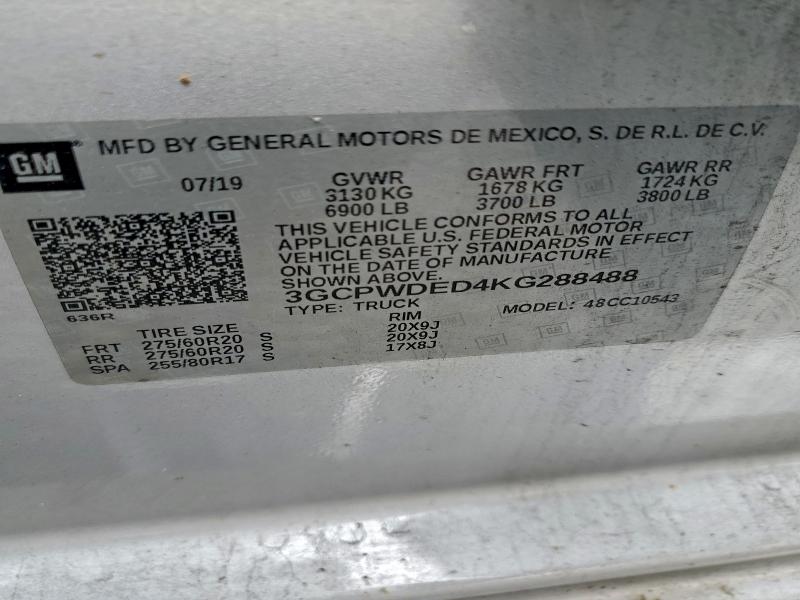 GM MFD BY GENERAL MOTORS DE MEXICO, S. DE R.L. DE C.V.
07/19 GVWR GAWR FRT GAWR RR
3130 KG 1678 KG 1724 KG
6900 LB 3700 LB 3800 LB
THIS VEHICLE CONFORMS TO ALL
APPLICABLE U.S. FEDERAL MOTOR
VEHICLE SAFETY STANDARDS IN EFFECT
ON THE DATE OF MANUFACTURE
SHOWN ABOVE.
3GCPWDED4KG288488
TYPE: TRUCK MODEL: 48CC10543
636R
TIRE SIZE RIM
FRT 275/60R20 S 20X9J
RR 275/60R20 S 20X9J
SPA 255/80R17 S 17X8J